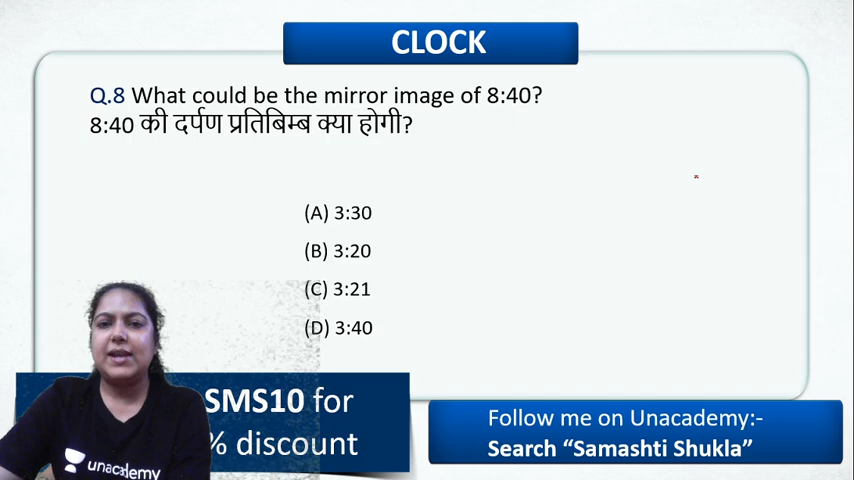 CLOCK
Q.8 What could be the mirror image of 8:40?
8:40 की दर्पण प्रतिबिम्ब क्या होगी?
(A) 3:30
(B) 3:20
(C) 3:21
(D) 3:40
SMS10 for
% discount
Follow me on Unacademy:-
Search “Samashti Shukla”
unacademy